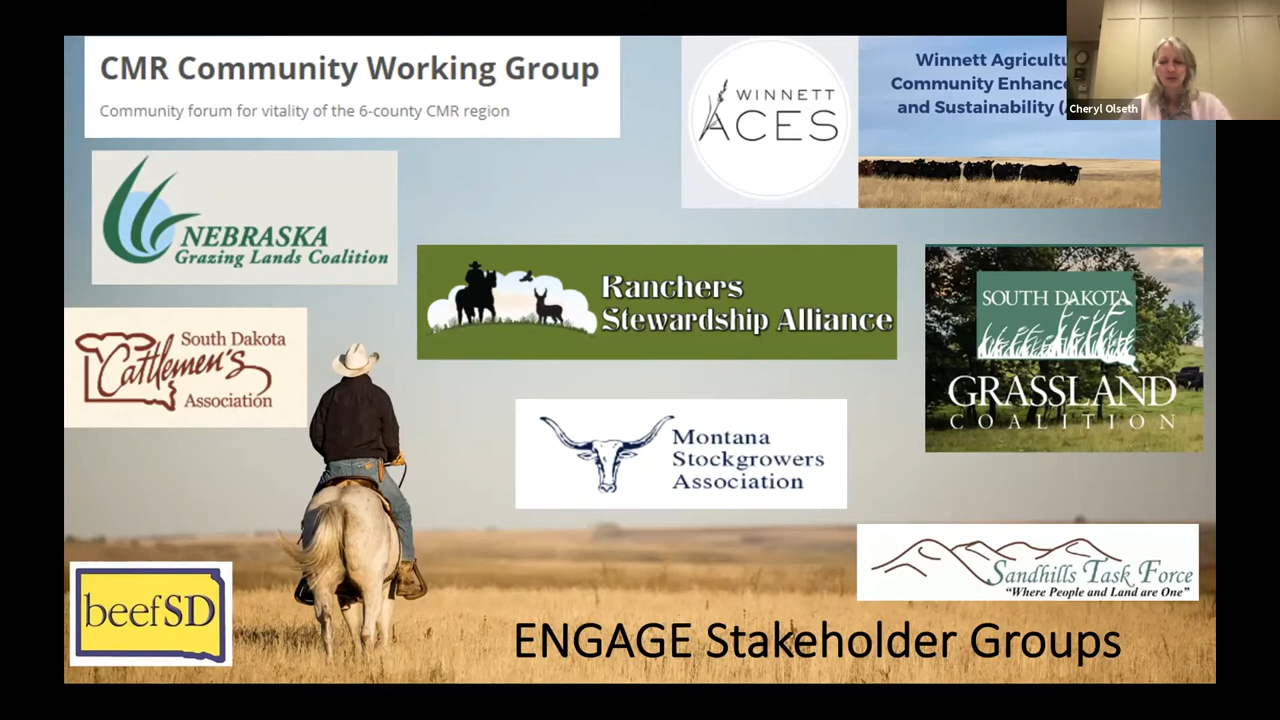 CMR Community Working Group
Community forum for vitality of the 6-county CMR region
WINNETT
ACES
Winnett Agricultu
Community Enhance
and Sustainability (
Cheryl Olseth
NEBRASKA
Grazing Lands Coalition
Ranchers
Stewardship Alliance
SOUTH DAKOTA
GRASSLAND
COALITION
South Dakota
Cattlemen's
Association
Montana
Stockgrowers
Association
Sandhills Task Force
"Where People and Land are One"
beefSD
ENGAGE Stakeholder Groups